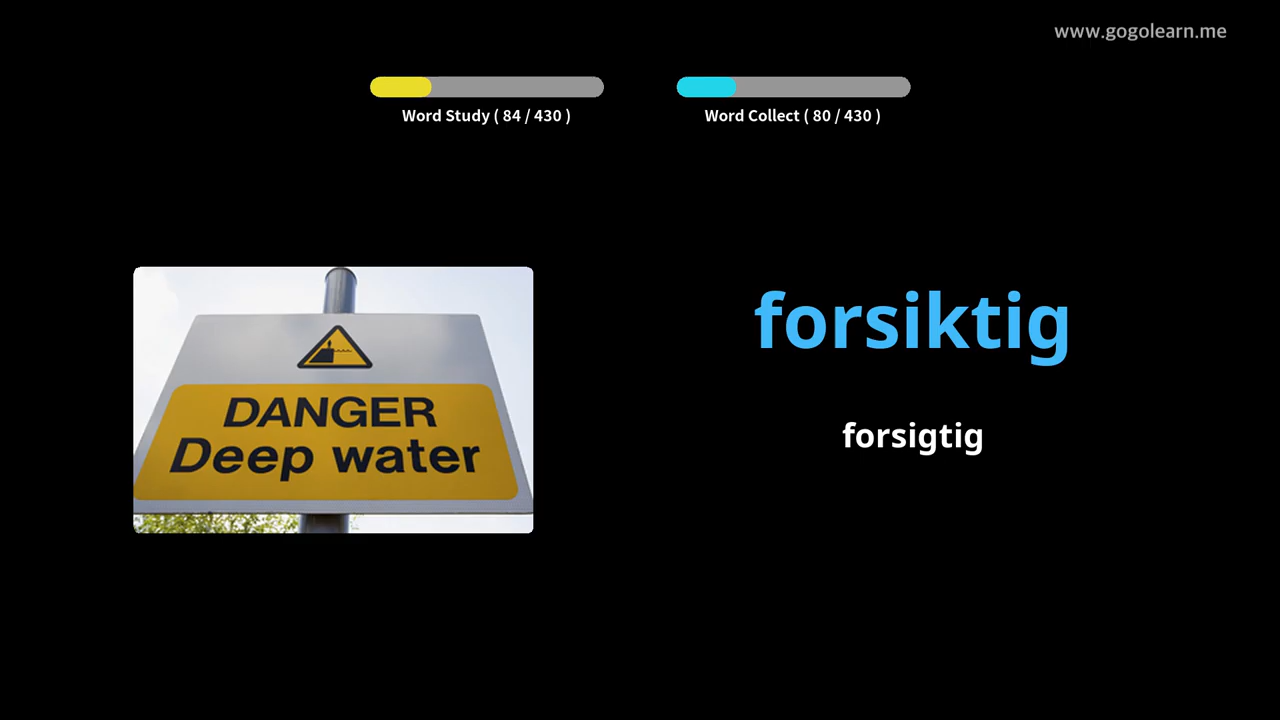 www.gogolearn.me
Word Study ( 84 / 430 )
Word Collect ( 80 / 430 )
DANGER
Deep water
forsiktig
forsigtig